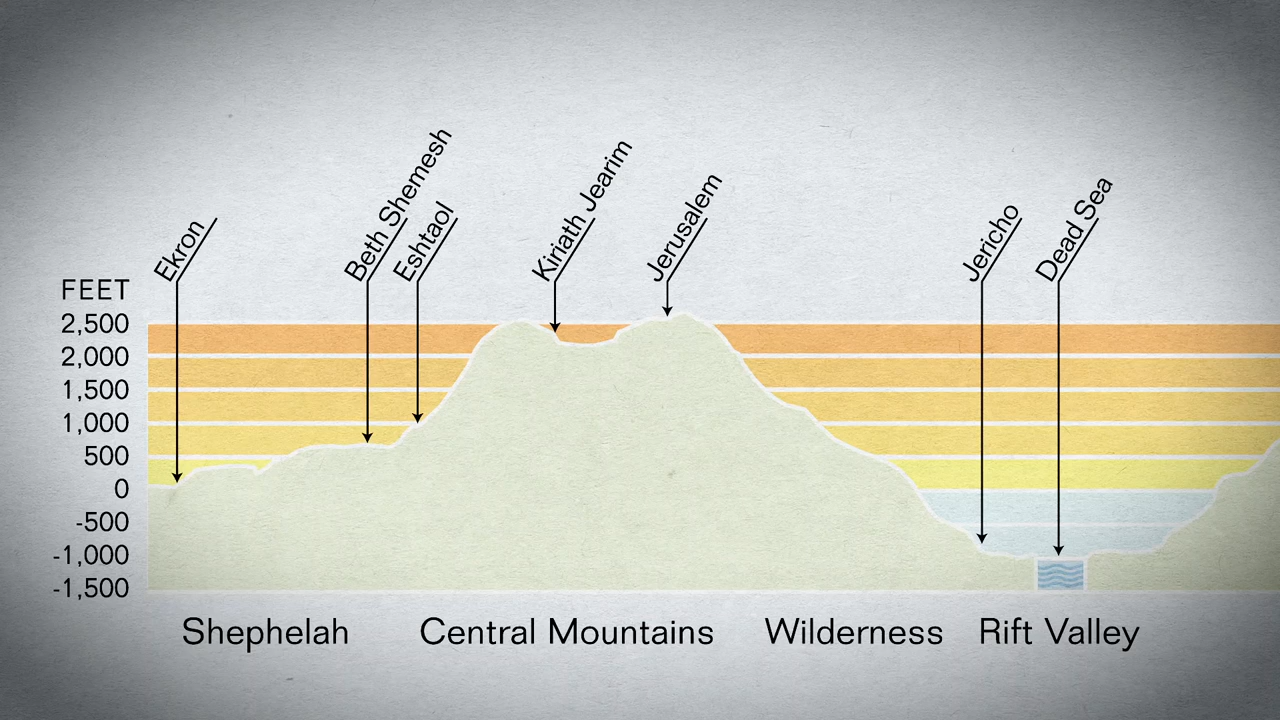 Ekron
Beth Shemesh
Eshtaol
Kiriath Jearim
Jerusalem
Jericho
Dead Sea
FEET
2,500
2,000
1,500
1,000
500
0
-500
-1,000
-1,500
Shephelah
Central Mountains
Wilderness
Rift Valley